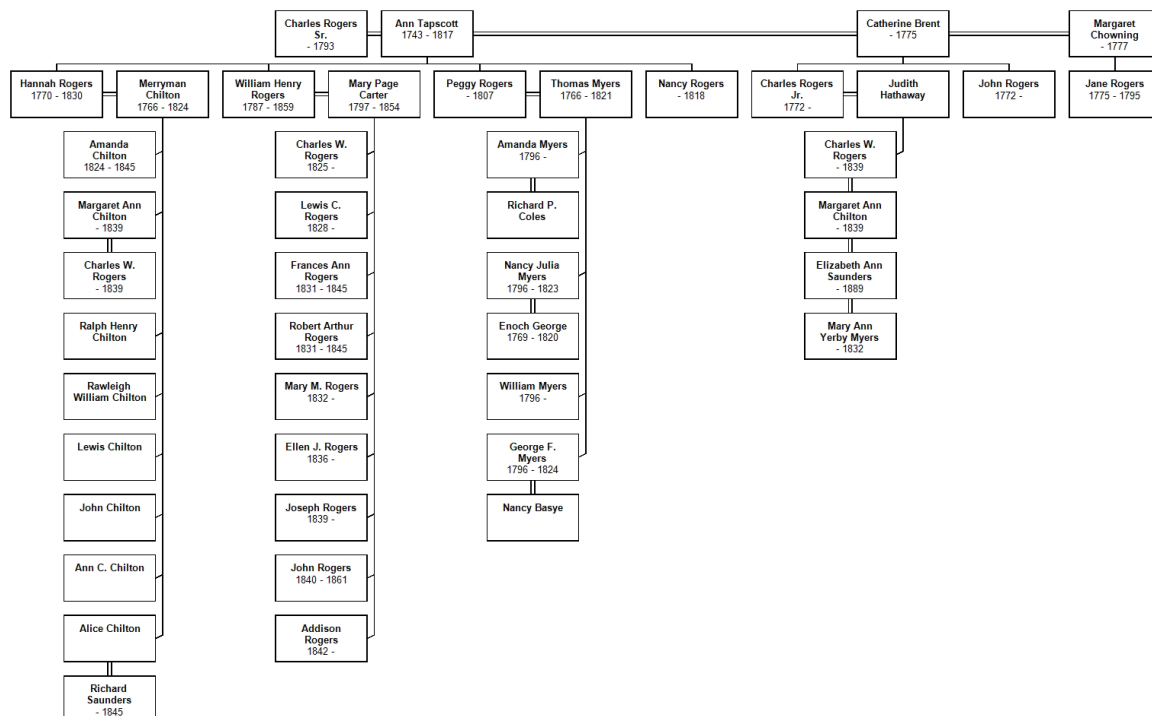 Charles Rogers
Sr.
- 1793
Ann Tapscott
1743 - 1817
Catherine Brent
- 1775
Margaret
Chowning
- 1777
Hannah Rogers
1770 - 1830
Merryman
Chilton
1766 - 1824
William Henry
Rogers
1787 - 1859
Mary Page
Carter
1797 - 1854
Peggy Rogers
- 1807
Thomas Myers
1766 - 1821
Nancy Rogers
- 1818
Charles Rogers
Jr.
1772 -
Judith
Hathaway
John Rogers
1772 -
Jane Rogers
1775 - 1795
Amanda
Chilton
1824 - 1845
Margaret Ann
Chilton
- 1839
Charles W.
Rogers
- 1839
Ralph Henry
Chilton
Rawleigh
William Chilton
Lewis Chilton
John Chilton
Ann C. Chilton
Alice Chilton
Richard
Saunders
- 1845
Charles W.
Rogers
1825 -
Lewis C.
Rogers
1828 -
Frances Ann
Rogers
1831 - 1845
Robert Arthur
Rogers
1831 - 1845
Mary M. Rogers
1832 -
Ellen J. Rogers
1836 -
Joseph Rogers
1839 -
John Rogers
1840 - 1861
Addison
Rogers
1842 -
Amanda Myers
1796 -
Richard P.
Coles
Nancy Julia
Myers
1796 - 1823
Enoch George
1769 - 1820
William Myers
1796 -
George F.
Myers
1796 - 1824
Nancy Basye
Charles W.
Rogers
- 1839
Margaret Ann
Chilton
- 1839
Elizabeth Ann
Saunders
- 1889
Mary Ann
Yerby Myers
- 1832